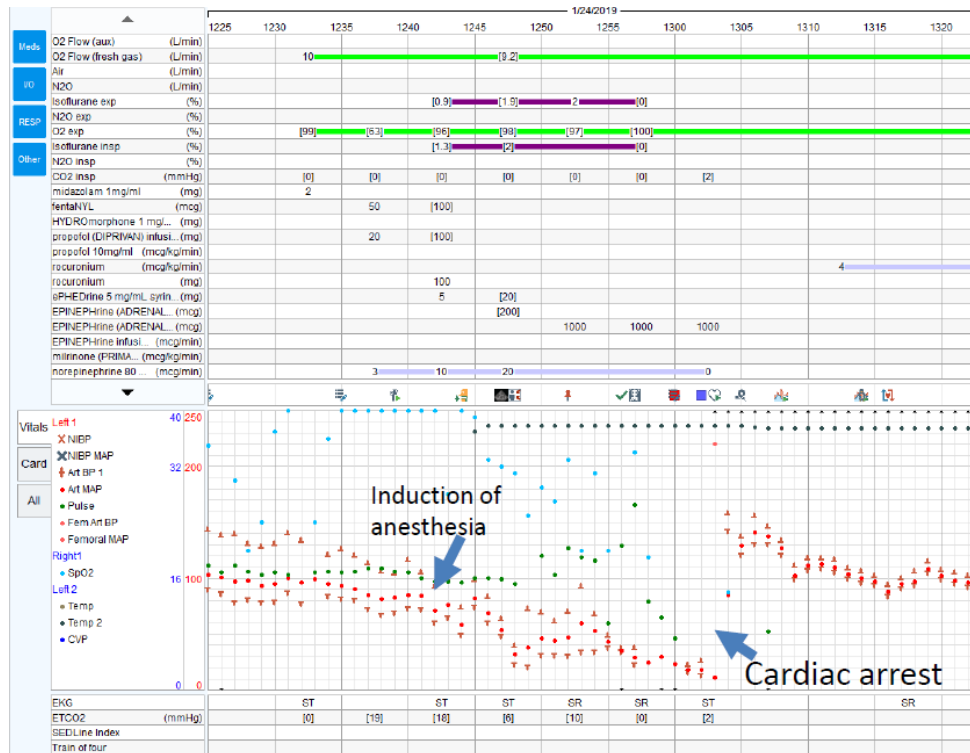 1/24/2019
1225 1230 1235 1240 1245 1250 1255 1300 1305 1310 1315 1320
Meds
I/O
RESP
Other
O2 Flow (aux) (L/min)
O2 Flow (fresh gas) (L/min) 10 [9.2]
Air (L/min)
N2O (L/min)
Isoflurane exp (%) [0.9] [1.9] 2 [0]
N2O exp (%)
O2 exp (%) [99] [63] [96] [98] [97] [100]
Isoflurane insp (%) [1.3] [2] [0]
N2O insp (%)
CO2 insp (mmHg) [0] [0] [0] [0] [0] [0] [2]
midazolam 1mg/ml (mg) 2
fentaNYL (mcg) 50 [100]
HYDROmorphone 1 mg/... (mg)
propofol (DIPRIVAN) infusi... (mg) 20 [100]
propofol 10mg/ml (mcg/kg/min)
rocuronium (mcg/kg/min) 4
rocuronium (mg) 100
ePHEDrine 5 mg/mL syrin... (mg) 5 [20]
EPINEPHrine (ADRENAL... (mcg) [200]
EPINEPHrine (ADRENAL... (mcg) 1000 1000 1000
EPINEPHrine infusi... (mcg/min)
milrinone (PRIMA... (mcg/kg/min)
norepinephrine 80 ... (mcg/min) 3 10 20 0
Vitals
Card
All
Left 1
NIBP
NIBP MAP
Art BP 1
Art MAP
Pulse
Fem Art BP
Femoral MAP
Right1
SpO2
Left 2
Temp
Temp 2
CVP
40 250
32 200
16 100
0 0
Induction of
anesthesia
Cardiac arrest
EKG ST ST ST SR SR ST SR
ETCO2 (mmHg) [0] [19] [18] [6] [10] [0] [2]
SEDLine Index
Train of four